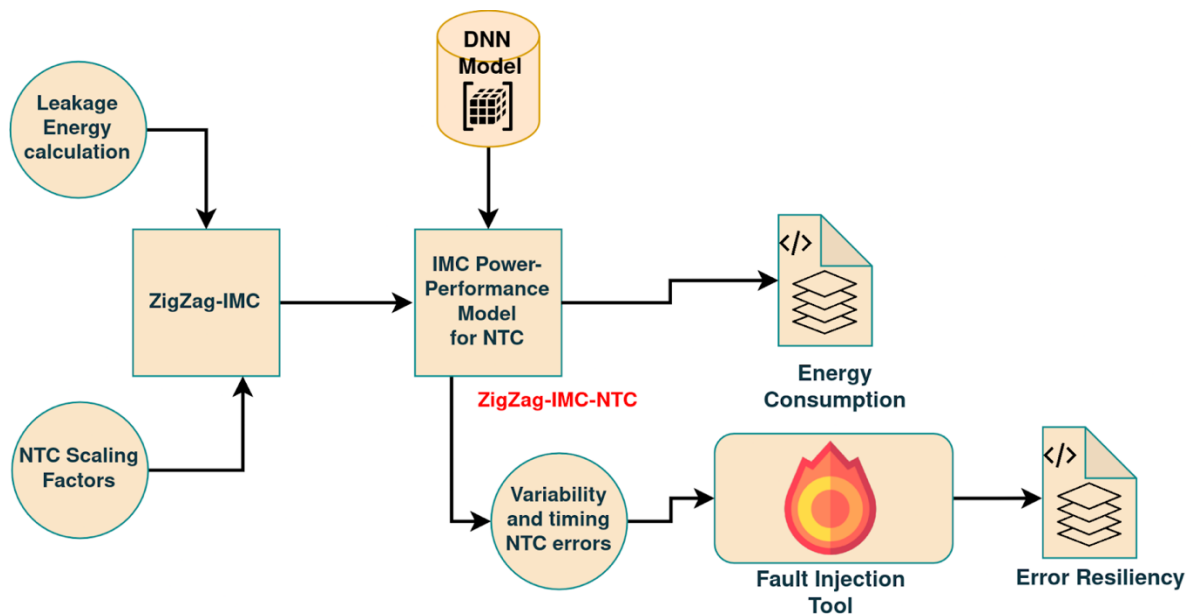 DNN
Model
Leakage
Energy
calculation
ZigZag-IMC
IMC Power-
Performance
Model
for NTC
</>
Energy
Consumption
ZigZag-IMC-NTC
NTC Scaling
Factors
Variability
and timing
NTC errors
Fault Injection
Tool
</>
Error Resiliency